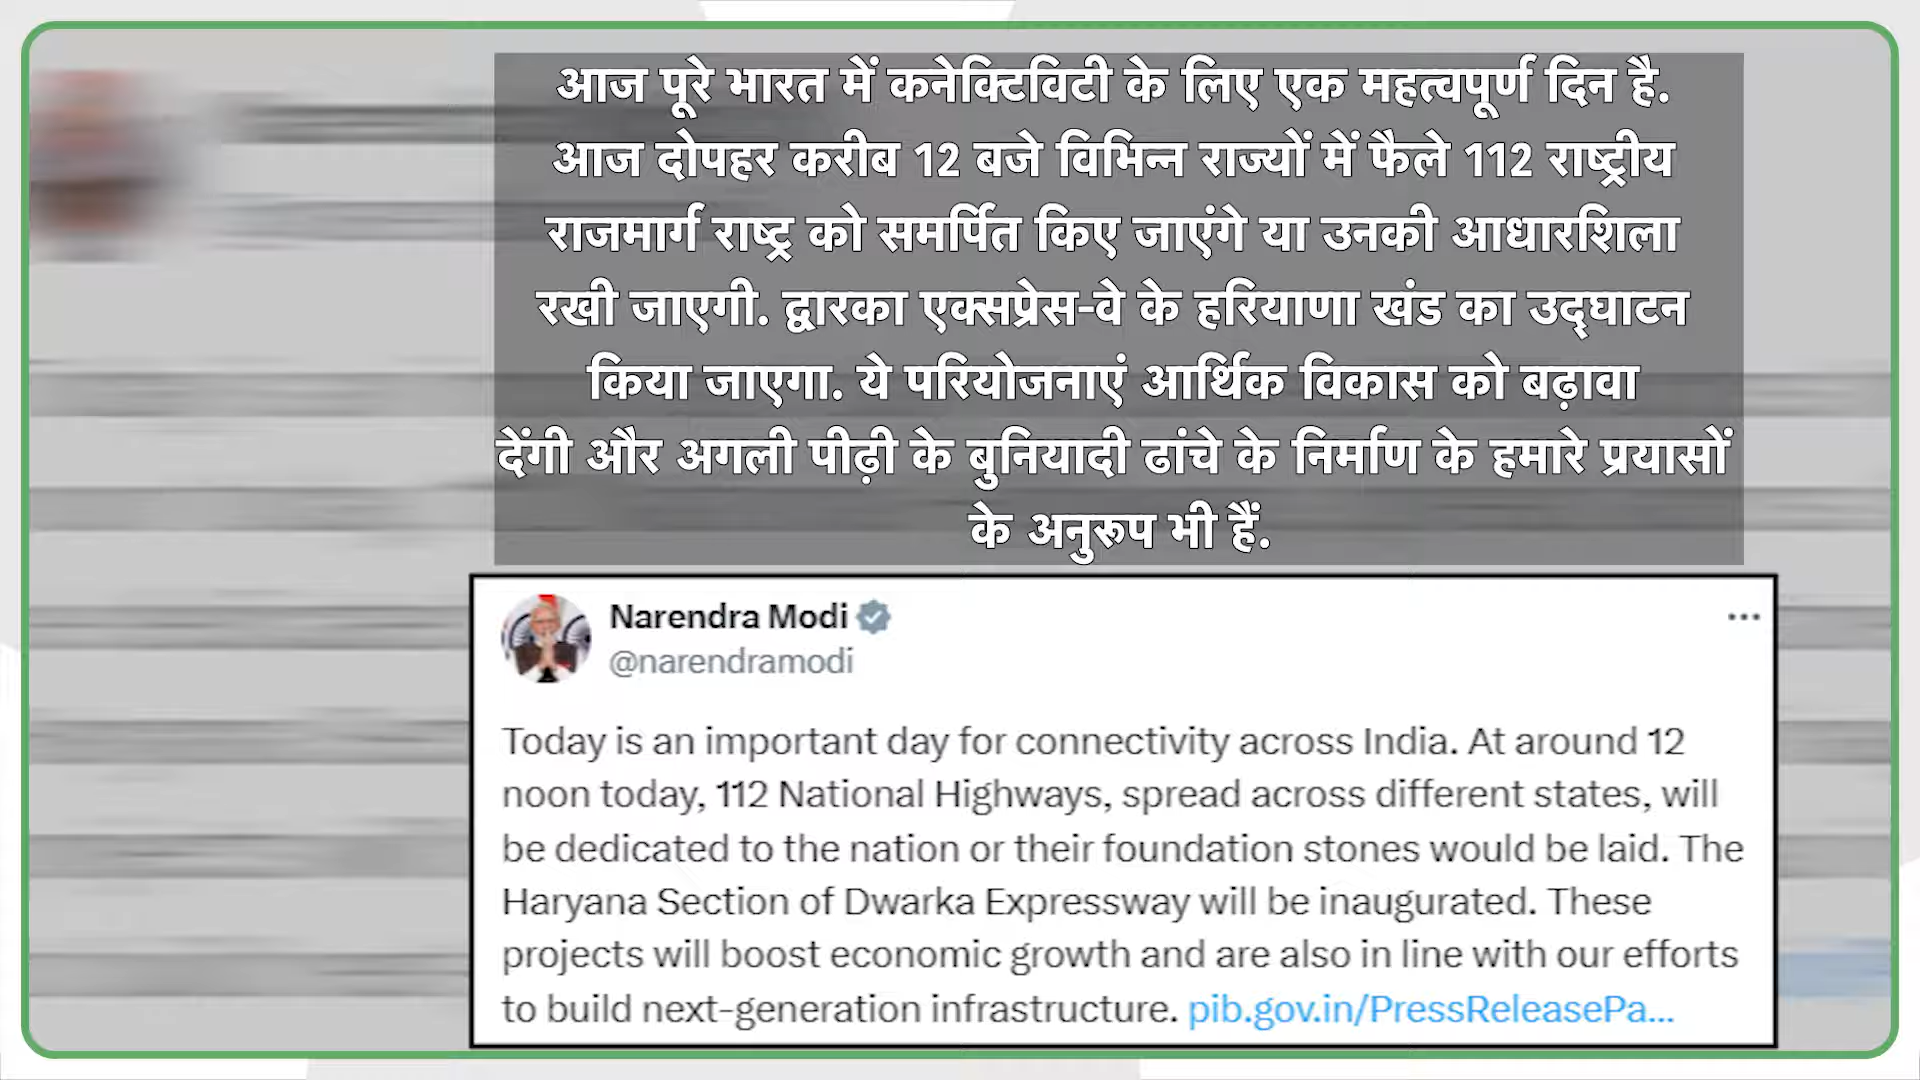 आज पूरे भारत में कनेक्टिविटी के लिए एक महत्वपूर्ण दिन है.
आज दोपहर करीब 12 बजे विभिन्न राज्यों में फैले 112 राष्ट्रीय
राजमार्ग राष्ट्र को समर्पित किए जाएंगे या उनकी आधारशिला
रखी जाएगी. द्वारका एक्सप्रेस-वे के हरियाणा खंड का उद्घाटन
किया जाएगा. ये परियोजनाएं आर्थिक विकास को बढ़ावा
देंगी और अगली पीढ़ी के बुनियादी ढांचे के निर्माण के हमारे प्रयासों
के अनुरूप भी हैं.
Narendra Modi
@narendramodi
Today is an important day for connectivity across India. At around 12
noon today, 112 National Highways, spread across different states, will
be dedicated to the nation or their foundation stones would be laid. The
Haryana Section of Dwarka Expressway will be inaugurated. These
projects will boost economic growth and are also in line with our efforts
to build next-generation infrastructure. pib.gov.in/PressReleasePa...